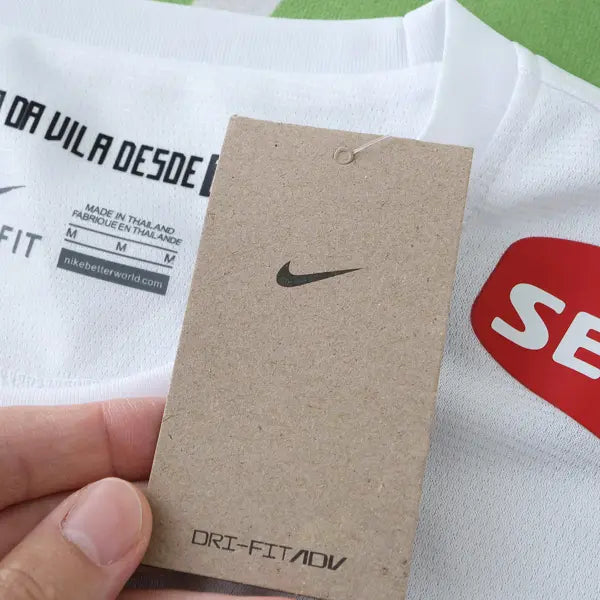 DA VILA DESDE
FIT
MADE IN THAILAND
FABRIQUE EN THAILANDE
M M M
nikebetterworld.com
SE
DRI-FIT ADV